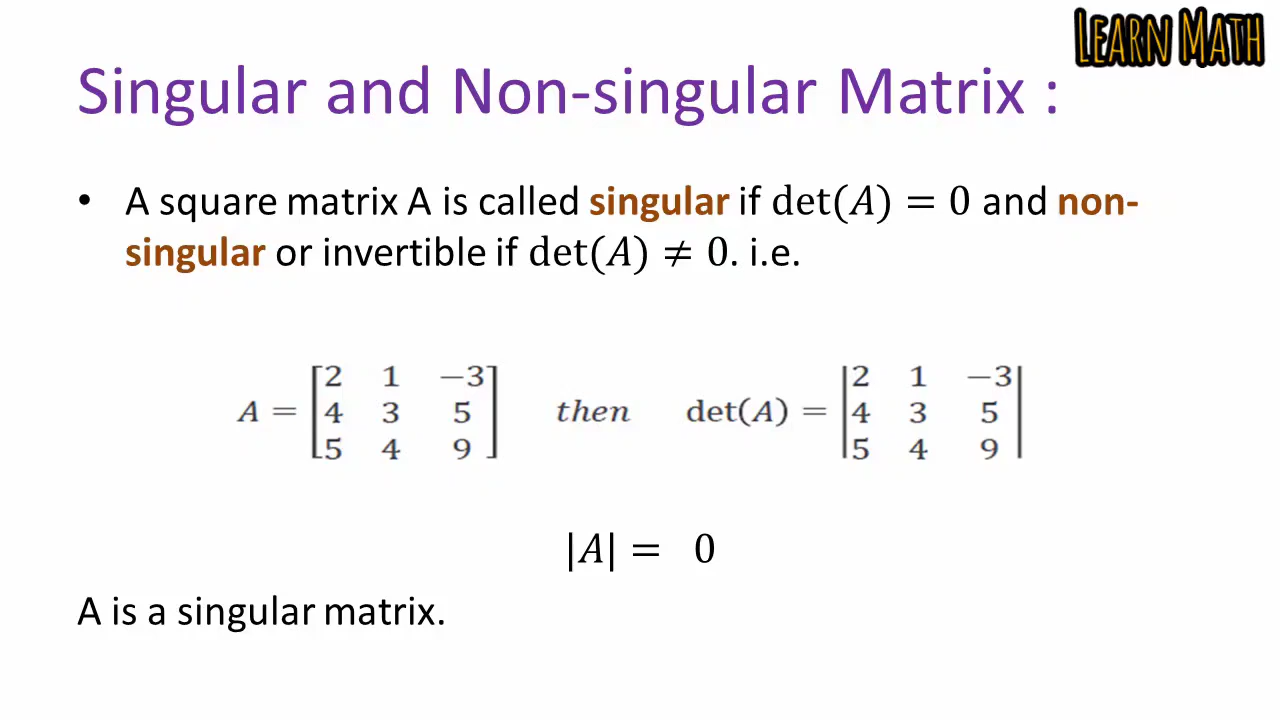 LEARN MATH
Singular and Non-singular Matrix :
• A square matrix A is called singular if det(A) = 0 and non-
singular or invertible if det(A) ≠ 0. i.e.
A = [2 1 −3; 4 3 5; 5 4 9] then det(A) = |2 1 −3; 4 3 5; 5 4 9|
|A| = 0
A is a singular matrix.